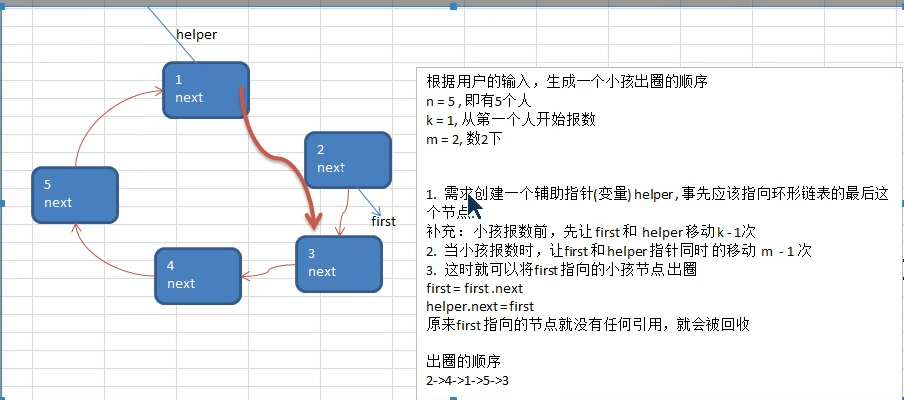 helper
1
next
2
next
first
5
next
3
next
4
next
根据用户的输入，生成一个小孩出圈的顺序
n = 5 , 即有5个人
k = 1, 从第一个人开始报数
m = 2, 数2下
1. 需求创建一个辅助指针(变量) helper , 事先应该指向环形链表的最后这
个节点.
补充：小孩报数前，先让 first 和 helper 移动 k - 1次
2. 当小孩报数时，让first 和 helper 指针同时 的移动 m - 1 次
3. 这时就可以将first 指向的小孩节点 出圈
first = first .next
helper.next = first
原来first 指向的节点就没有任何引用，就会被回收
出圈的顺序
2->4->1->5->3